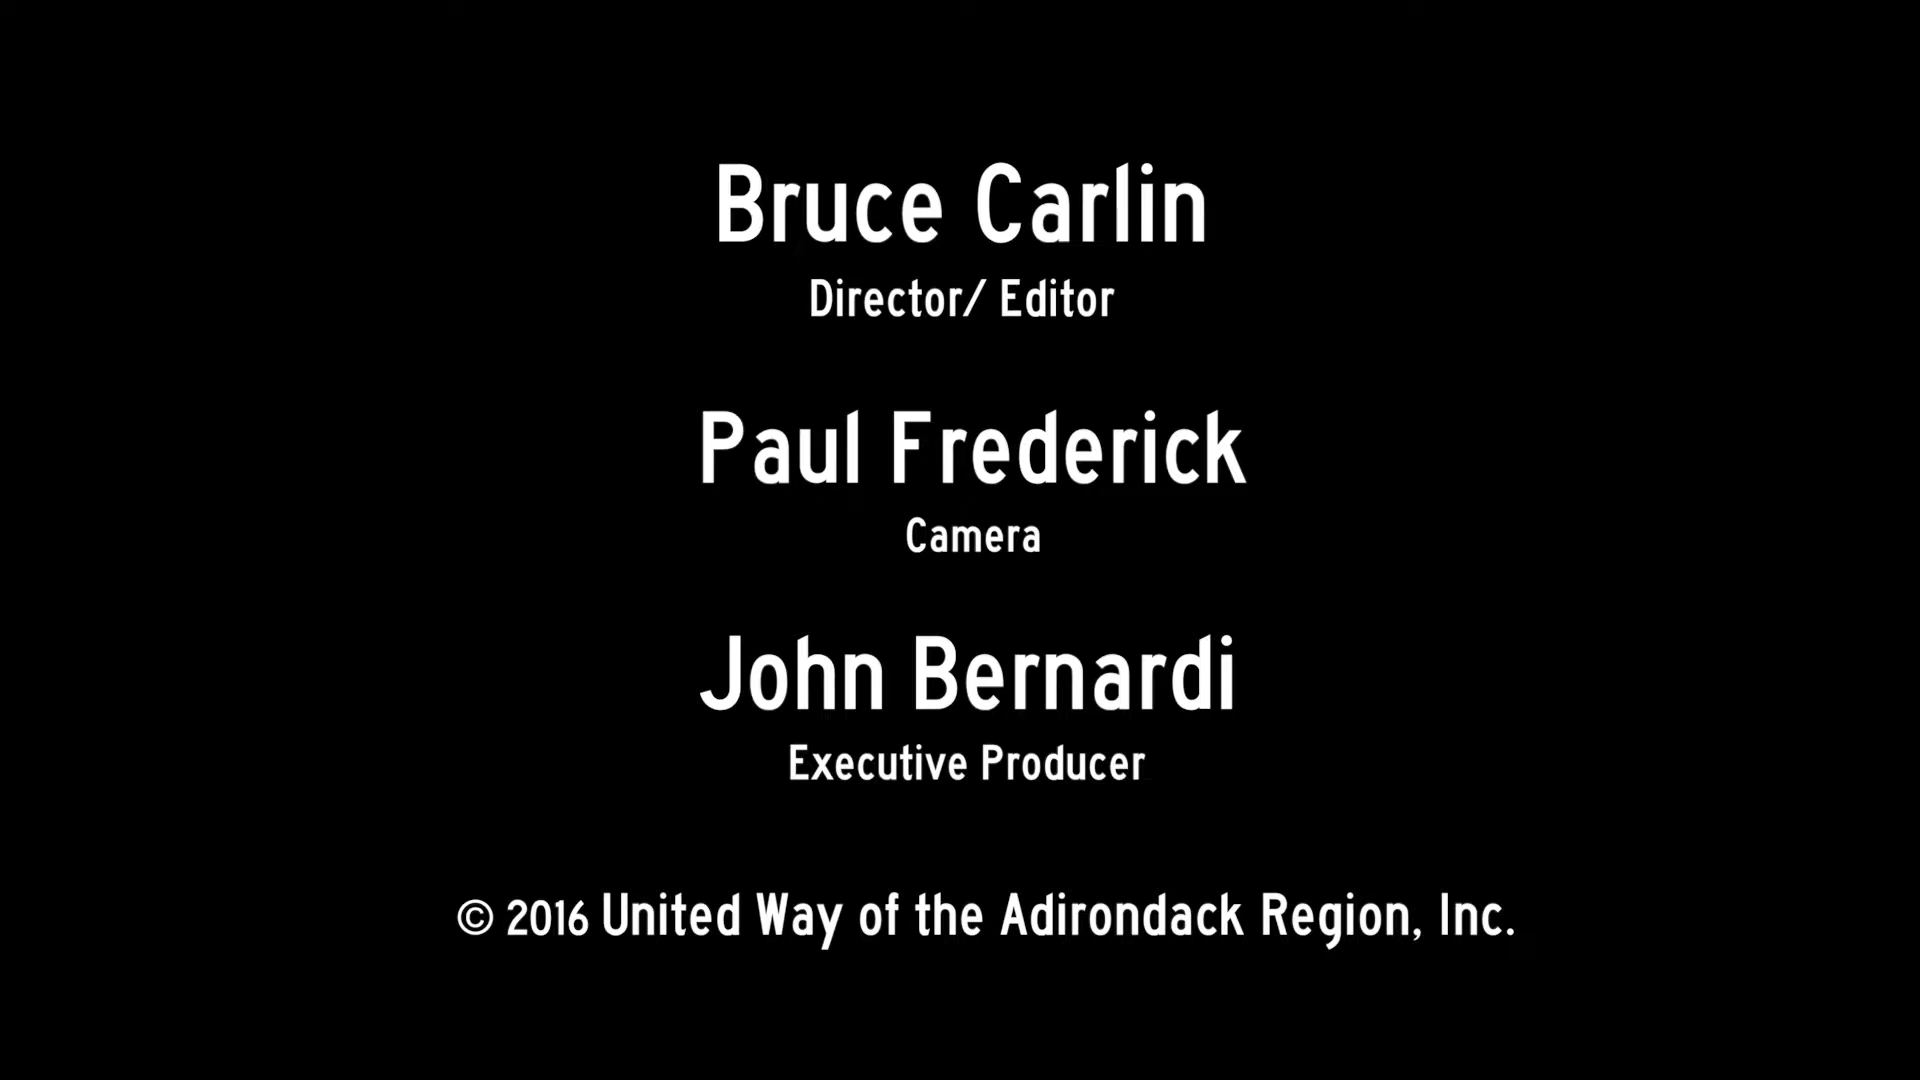 Bruce Carlin
Director/ Editor
Paul Frederick
Camera
John Bernardi
Executive Producer
© 2016 United Way of the Adirondack Region, Inc.